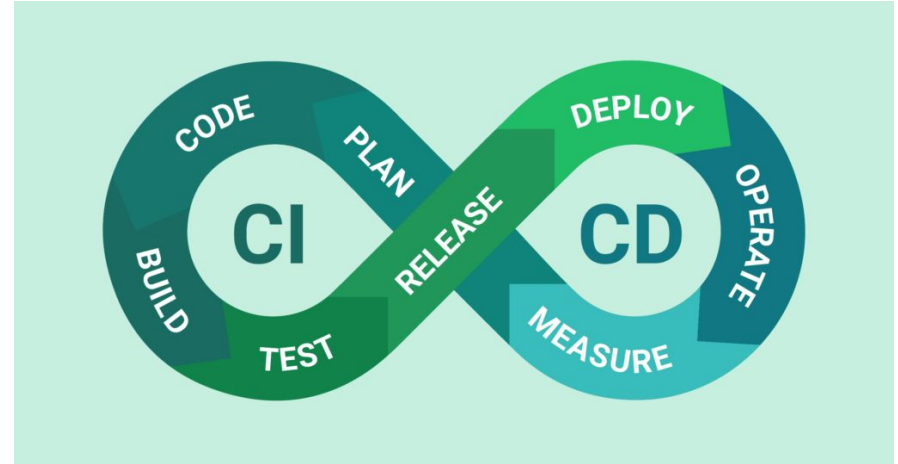 PLAN
CODE
BUILD
TEST
RELEASE
DEPLOY
OPERATE
MEASURE
CI
CD